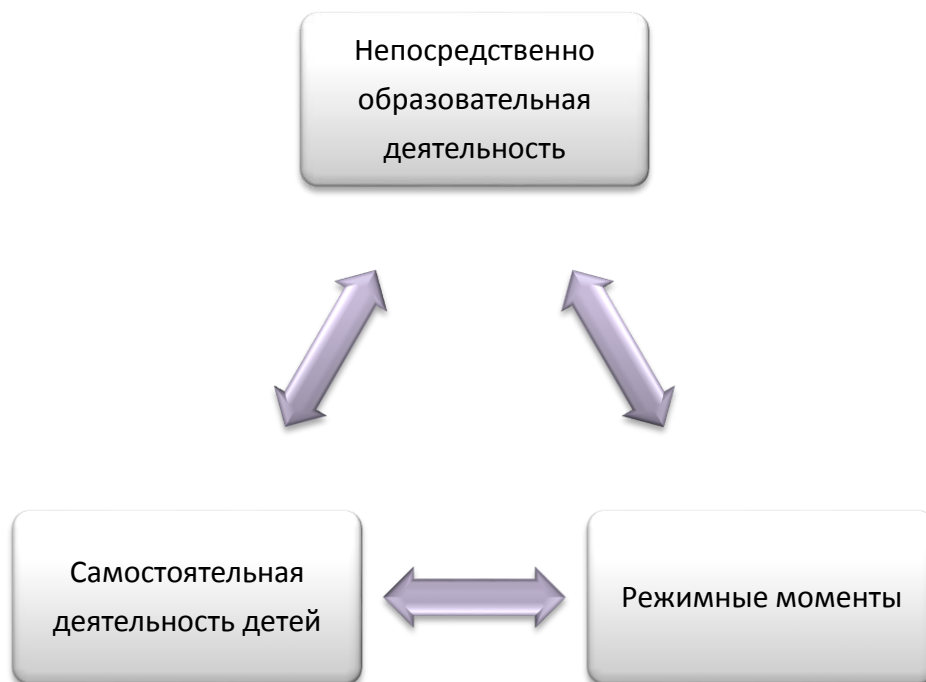 Непосредственно
образовательная
деятельность
Самостоятельная
деятельность детей
Режимные моменты